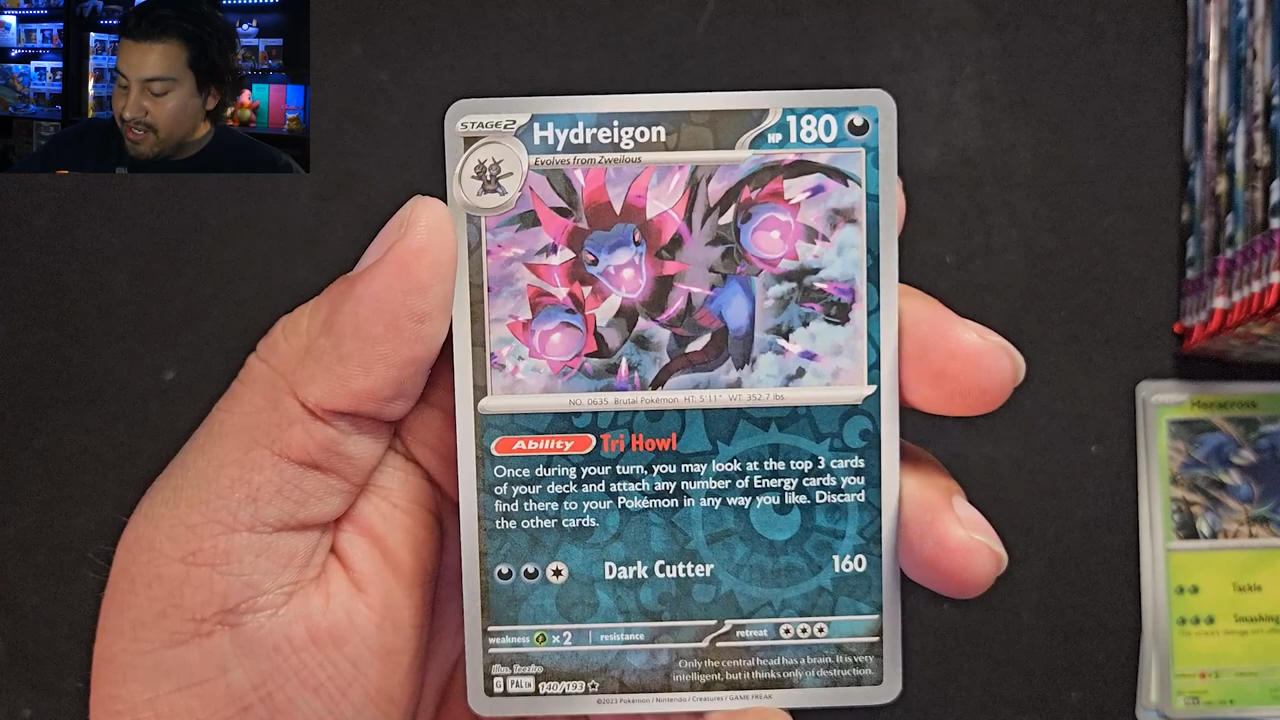 STAGE2
Hydreigon
HP 180
Evolves from Zweilous
NO. 0635 Brutal Pokémon HT: 5'11" WT: 352.7 lbs.
Ability Tri Howl
Once during your turn, you may look at the top 3 cards
of your deck and attach any number of Energy cards you
find there to your Pokémon in any way you like. Discard
the other cards.
Dark Cutter 160
weakness ×2 resistance retreat
Illus. Teeziro
Only the central head has a brain. It is very
intelligent, but it thinks only of destruction.
G PAL EN 140/193
©2023 Pokémon / Nintendo / Creatures / GAME FREAK
Heracross
Tackle
Smashing